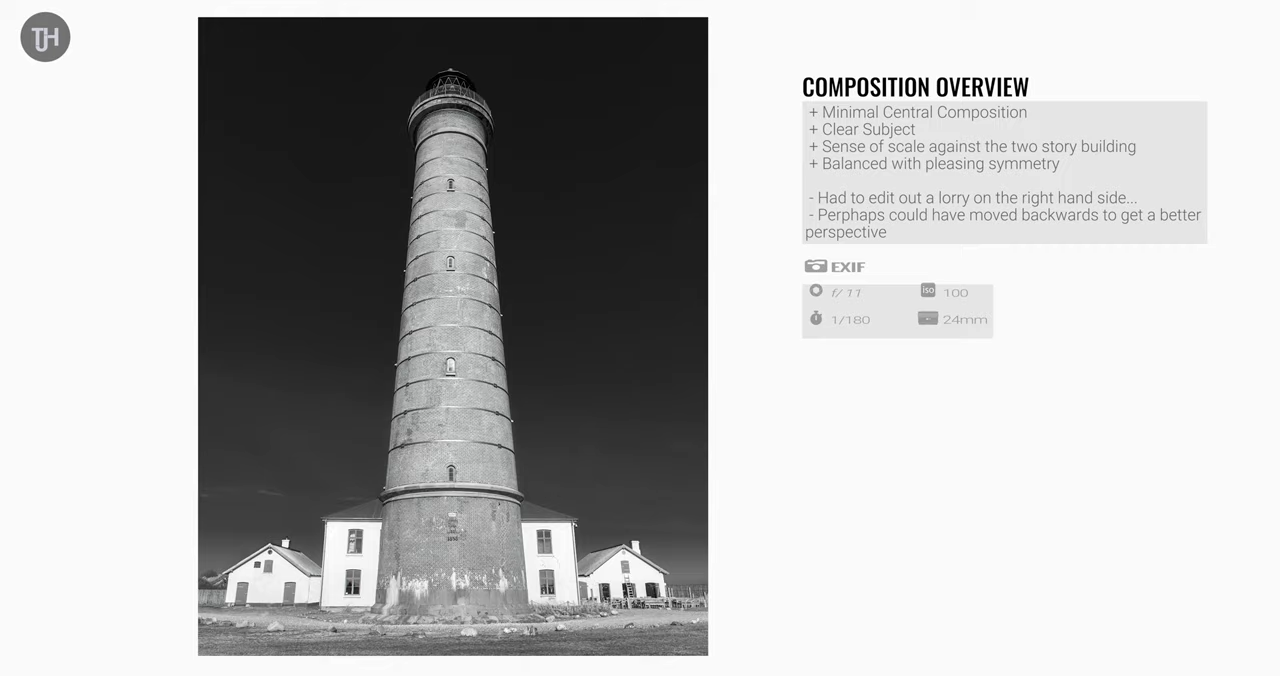 TJH
COMPOSITION OVERVIEW
+ Minimal Central Composition
+ Clear Subject
+ Sense of scale against the two story building
+ Balanced with pleasing symmetry
- Had to edit out a lorry on the right hand side...
- Perphaps could have moved backwards to get a better
perspective
EXIF
f/ 11
iso 100
1/180
24mm